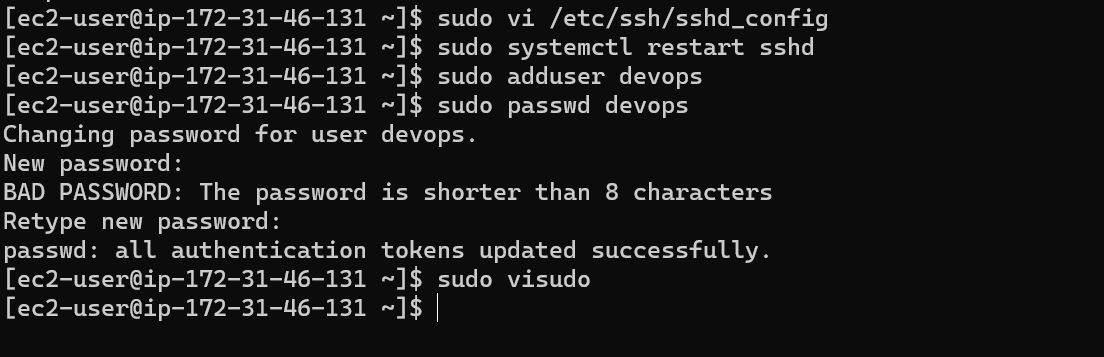 [ec2-user@ip-172-31-46-131 ~]$ sudo vi /etc/ssh/sshd_config
[ec2-user@ip-172-31-46-131 ~]$ sudo systemctl restart sshd
[ec2-user@ip-172-31-46-131 ~]$ sudo adduser devops
[ec2-user@ip-172-31-46-131 ~]$ sudo passwd devops
Changing password for user devops.
New password:
BAD PASSWORD: The password is shorter than 8 characters
Retype new password:
passwd: all authentication tokens updated successfully.
[ec2-user@ip-172-31-46-131 ~]$ sudo visudo
[ec2-user@ip-172-31-46-131 ~]$